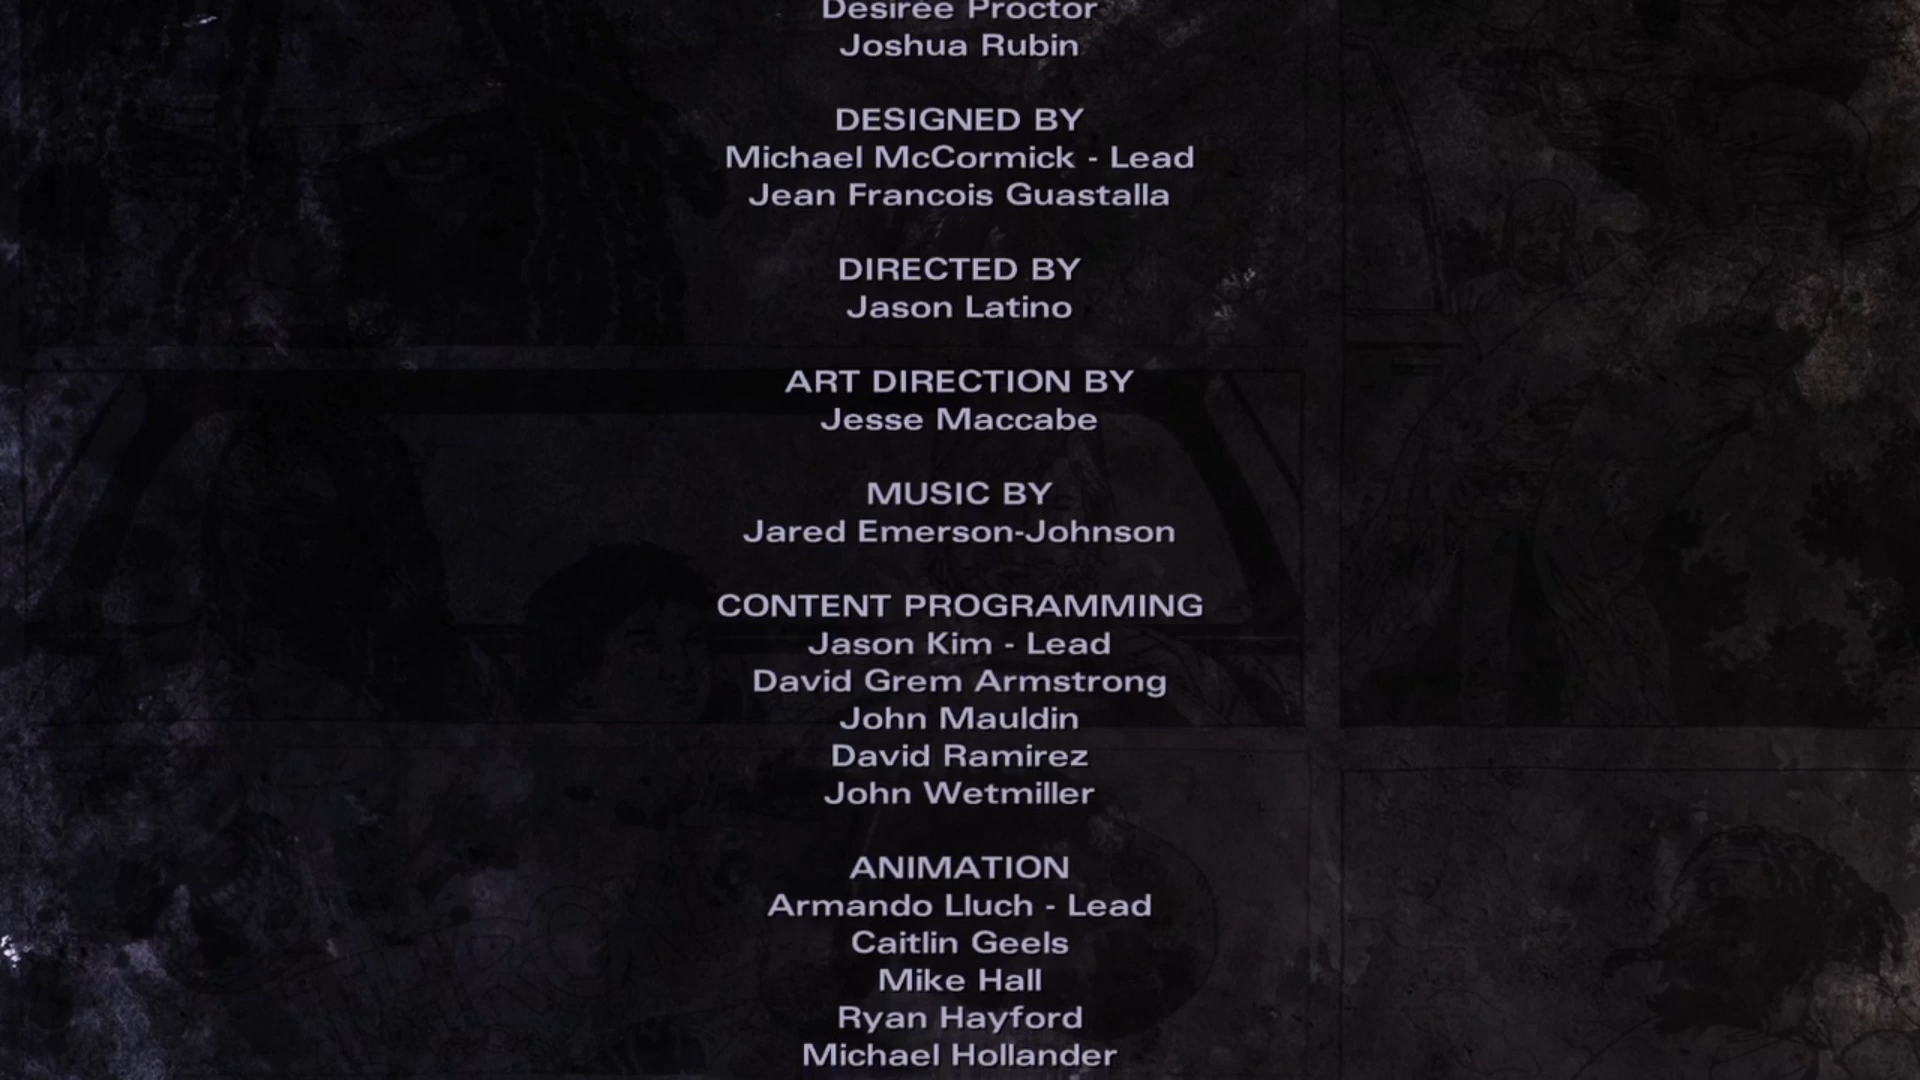 Desirée Proctor
Joshua Rubin
DESIGNED BY
Michael McCormick - Lead
Jean Francois Guastalla
DIRECTED BY
Jason Latino
ART DIRECTION BY
Jesse Maccabe
MUSIC BY
Jared Emerson-Johnson
CONTENT PROGRAMMING
Jason Kim - Lead
David Grem Armstrong
John Mauldin
David Ramirez
John Wetmiller
ANIMATION
Armando Lluch - Lead
Caitlin Geels
Mike Hall
Ryan Hayford
Michael Hollander